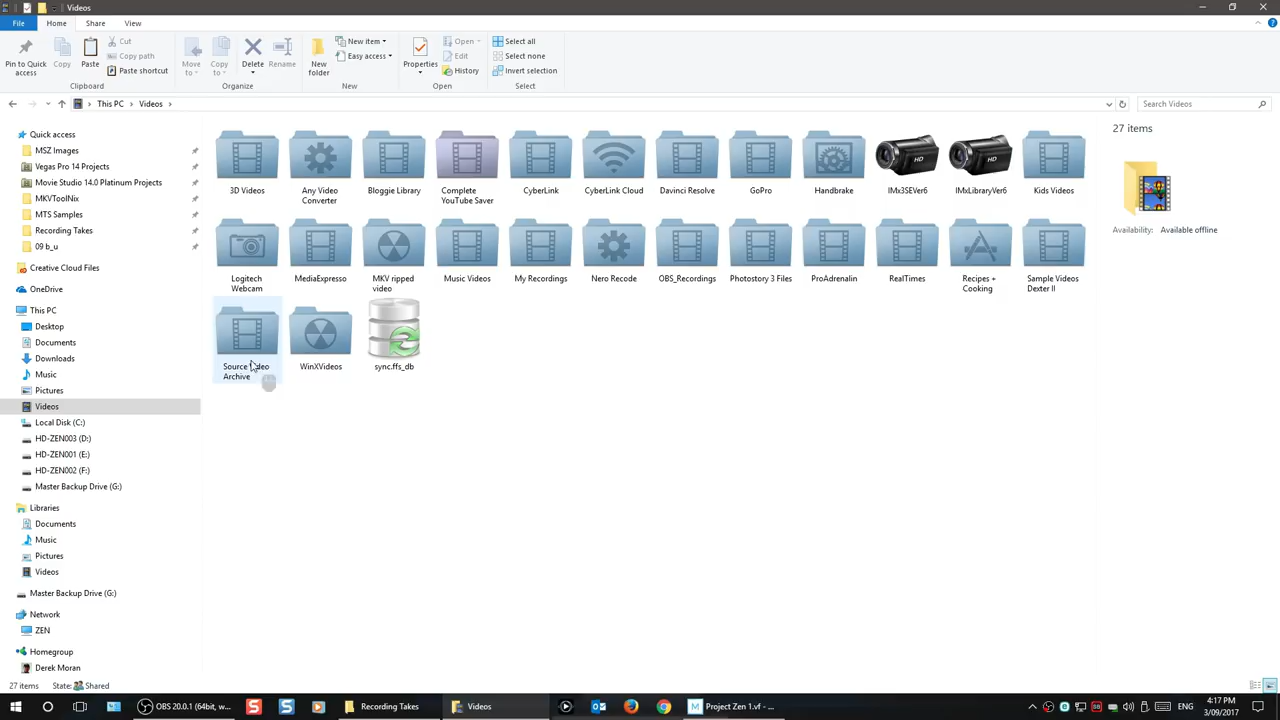 Videos
File Home Share View
Pin to Quick access
Copy
Paste
Cut
Copy path
Paste shortcut
Clipboard
Move to
Copy to
Delete
Rename
Organize
New folder
New item
Easy access
New
Properties
Open
Edit
History
Open
Select all
Select none
Invert selection
Select
This PC Videos
Search Videos
Quick access
MSZ Images
Vegas Pro 14 Projects
Movie Studio 14.0 Platinum Projects
MKVToolNix
MTS Samples
Recording Takes
09 b_u
Creative Cloud Files
OneDrive
This PC
Desktop
Documents
Downloads
Music
Pictures
Videos
Local Disk (C:)
HD-ZEN003 (D:)
HD-ZEN001 (E:)
HD-ZEN002 (F:)
Master Backup Drive (G:)
Libraries
Documents
Music
Pictures
Videos
Master Backup Drive (G:)
Network
ZEN
Homegroup
Derek Moran
3D Videos
Any Video
Converter
Bloggie Library
Complete
YouTube Saver
CyberLink
CyberLink Cloud
Davinci Resolve
GoPro
Handbrake
HD
IMx3SEVer6
HD
IMxLibraryVer6
Kids Videos
Logitech
Webcam
MediaExpresso
MKV ripped
video
Music Videos
My Recordings
Nero Recode
OBS_Recordings
Photostory 3 Files
ProAdrenalin
RealTimes
Recipes +
Cooking
Sample Videos
Dexter II
Source Video
Archive
WinXVideos
sync.ffs_db
27 items
Availability: Available offline
27 items State: Shared
OBS 20.0.1 (64bit, w...
Recording Takes
Videos
Project Zen 1.vf - ...
ENG
4:17 PM
3/09/2017